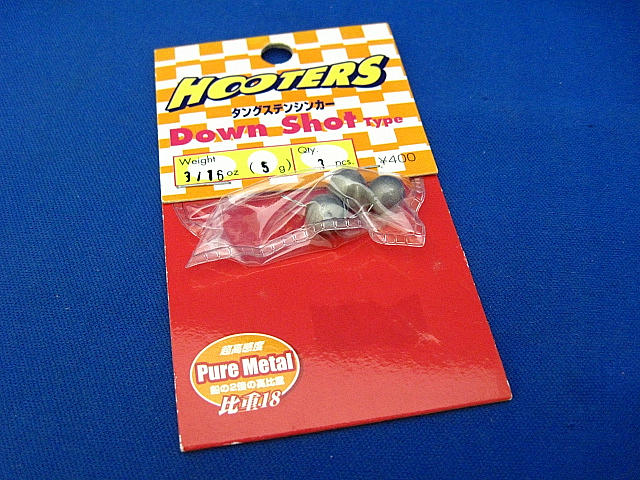 HOOTERS
タングステンシンカー
Down Shot Type
Weight Qty.
3/16 oz (5 g) 3 pcs. ¥400
超高感度
Pure Metal
鉛の2倍の高比重
比重18